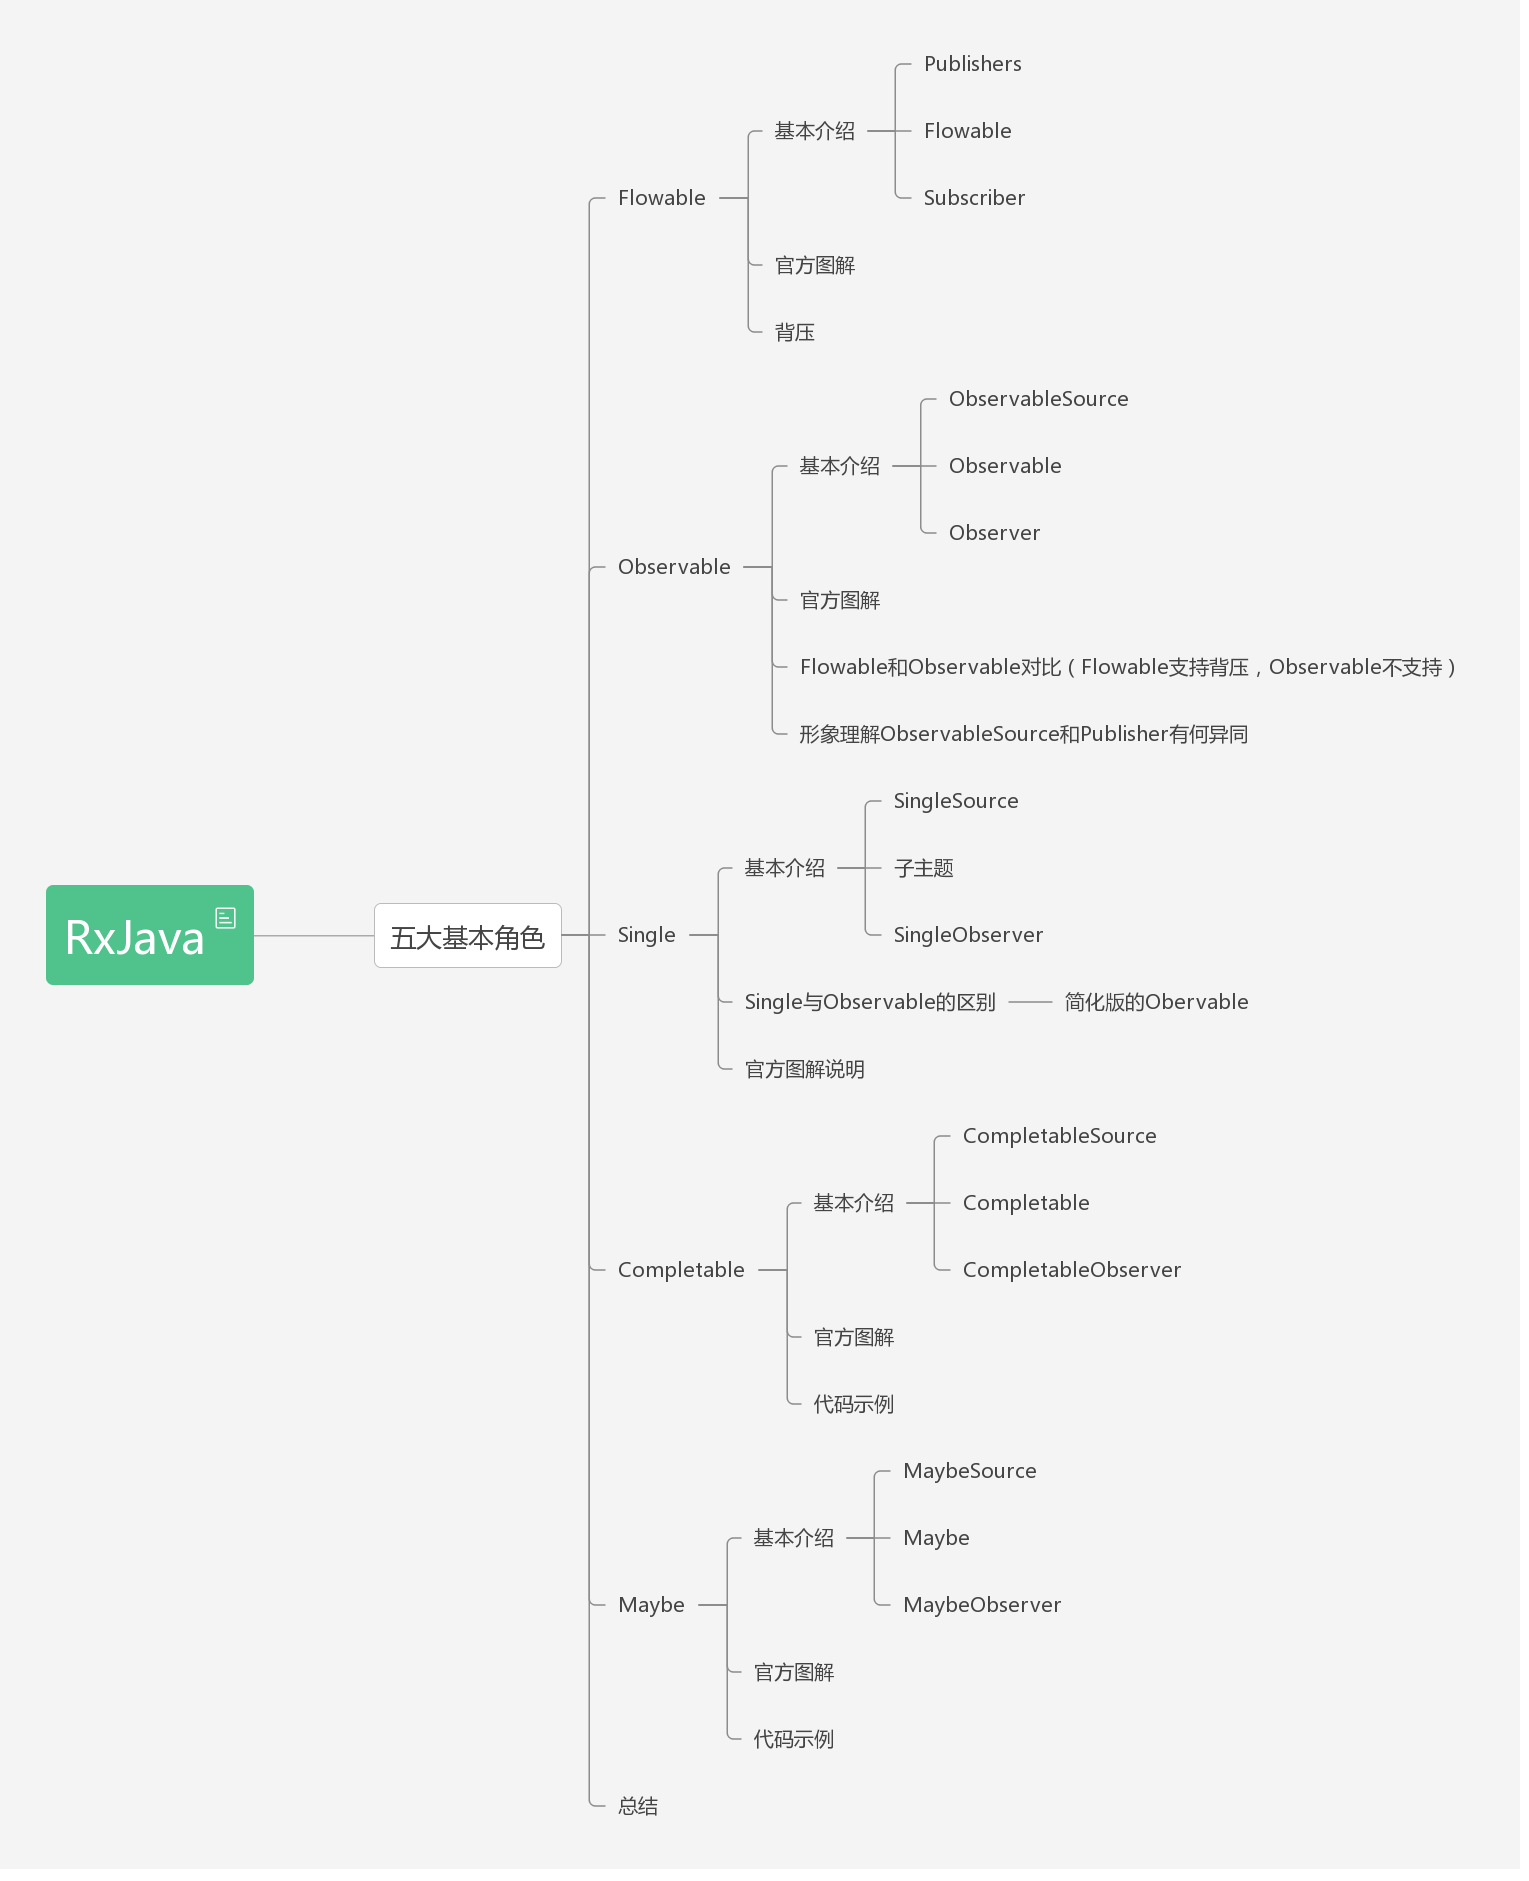 RxJava
五大基本角色
Flowable
基本介绍
Publishers
Flowable
Subscriber
官方图解
背压
Observable
基本介绍
ObservableSource
Observable
Observer
官方图解
Flowable和Observable对比（Flowable支持背压，Observable不支持）
形象理解ObservableSource和Publisher有何异同
Single
基本介绍
SingleSource
子主题
SingleObserver
Single与Observable的区别
简化版的Obervable
官方图解说明
Completable
基本介绍
CompletableSource
Completable
CompletableObserver
官方图解
代码示例
Maybe
基本介绍
MaybeSource
Maybe
MaybeObserver
官方图解
代码示例
总结